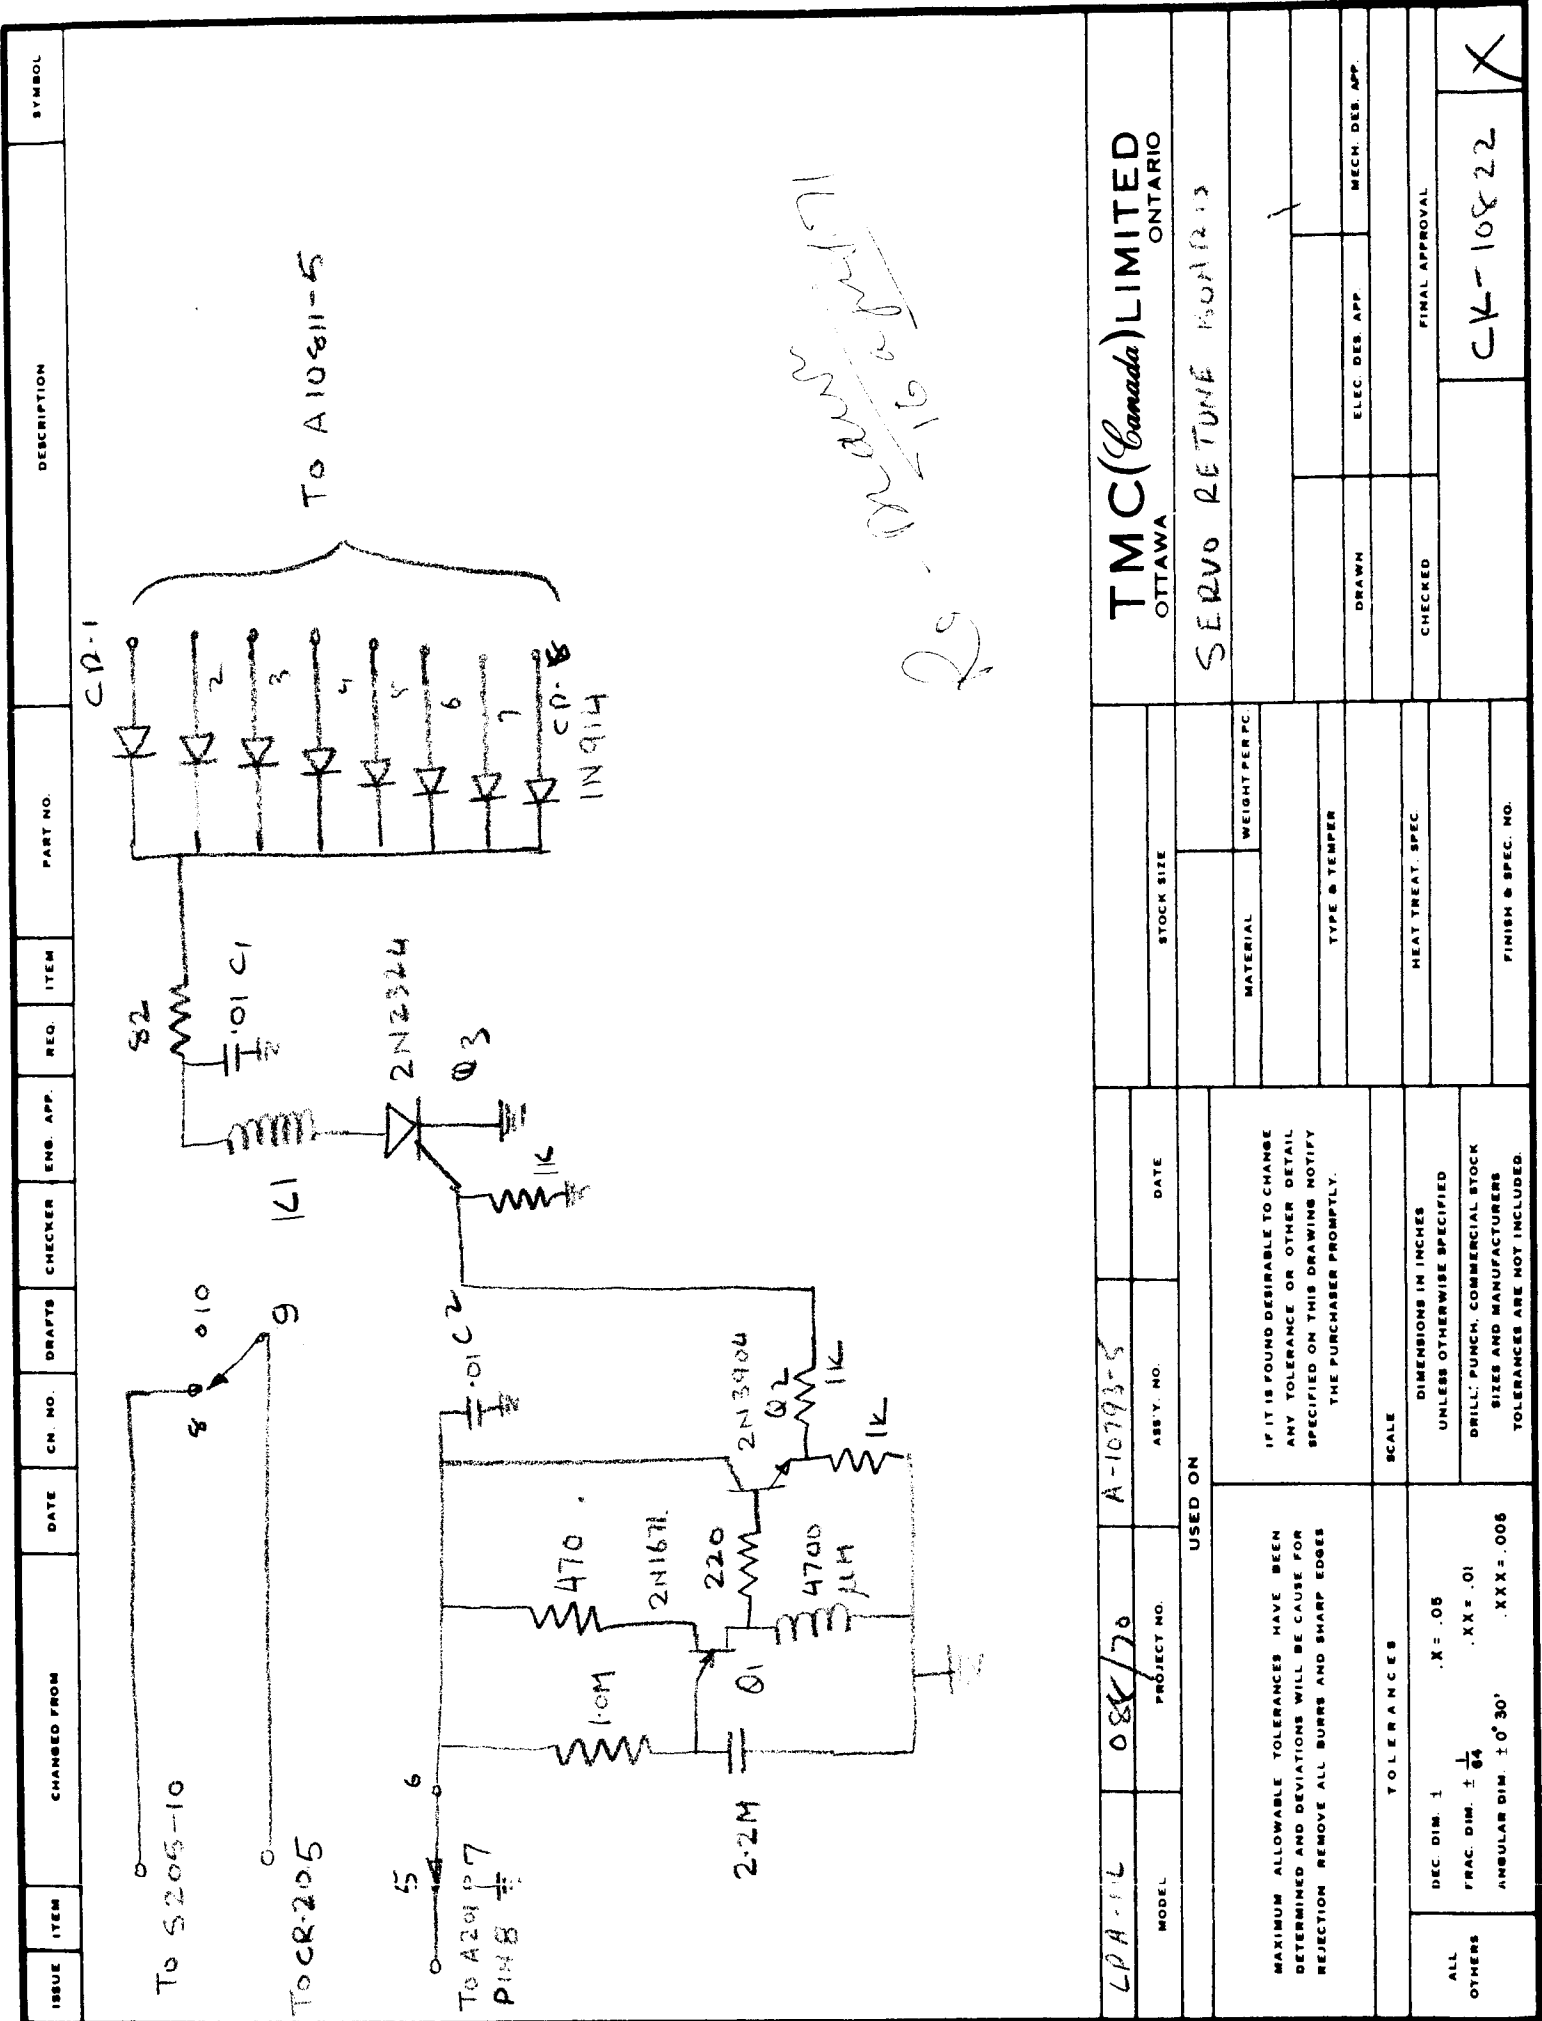 SYMBOL
DESCRIPTION
PART NO.
ITEM
REQ.
ENG. APP.
CHECKER
DRAFTS
CN. NO.
DATE
CHANGED FROM
ITEM
ISSUE
To S205-10
8
010
9
To CR-205
K1
82
.01 C1
2N2324
Q3
1K
CR-1
2
3
4
5
6
7
CR-8
1N914
To A10811-5
5
6
7
PIN 8
.01 C2
470
1.0M
2N1671
Q1
220
4700
μH
2.2M
2N3904
Q2
1K
1K
16
71
TMC (Canada) LIMITED
OTTAWA ONTARIO
SERVO RETUNE
DRAWN
ELEC. DES. APP.
MECH. DES. APP.
CHECKED
FINAL APPROVAL
CK-10822
X
STOCK SIZE
MATERIAL
WEIGHT PER PC.
TYPE & TEMPER
HEAT TREAT. SPEC.
FINISH & SPEC. NO.
A-10793-5
MODEL
PROJECT NO.
ASS'Y. NO.
DATE
USED ON
MAXIMUM ALLOWABLE TOLERANCES HAVE BEEN
DETERMINED AND DEVIATIONS WILL BE CAUSE FOR
REJECTION REMOVE ALL BURRS AND SHARP EDGES
IF IT IS FOUND DESIRABLE TO CHANGE
ANY TOLERANCE OR OTHER DETAIL
SPECIFIED ON THIS DRAWING NOTIFY
THE PURCHASER PROMPTLY.
TOLERANCES
SCALE
ALL
OTHERS
DEC. DIM. ± .X = .05
FRAC. DIM. ± 1/64 .XX = .01
ANGULAR DIM. ± 0° 30' .XXX = .005
DIMENSIONS IN INCHES
UNLESS OTHERWISE SPECIFIED
DRILL, PUNCH, COMMERCIAL STOCK
SIZES AND MANUFACTURERS
TOLERANCES ARE NOT INCLUDED.